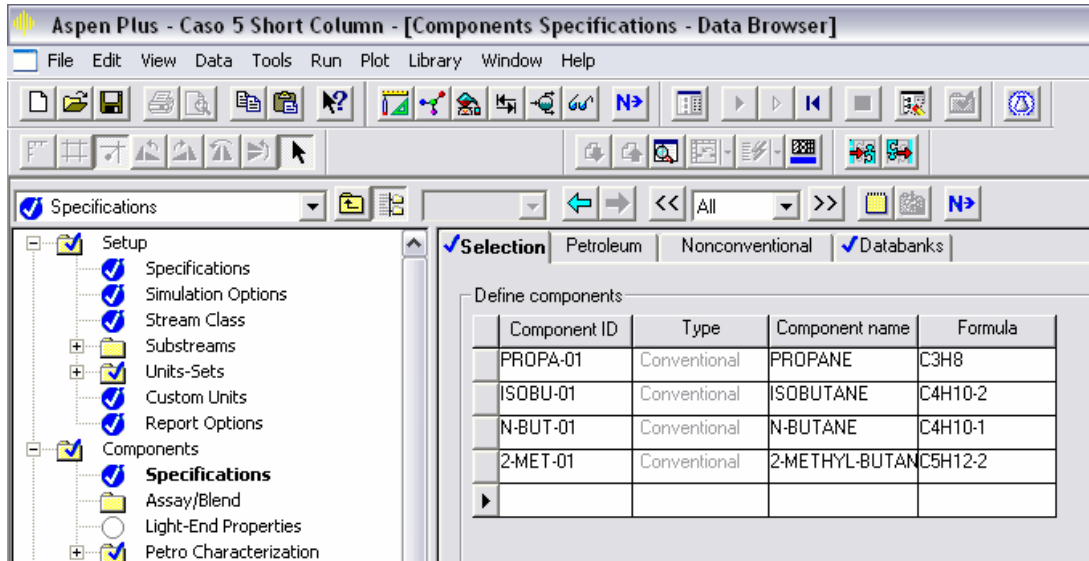 Aspen Plus - Caso 5 Short Column - [Components Specifications - Data Browser]
File Edit View Data Tools Run Plot Library Window Help
N>
Specifications << All >> N>
Setup
Specifications
Simulation Options
Stream Class
Substreams
Units-Sets
Custom Units
Report Options
Components
Specifications
Assay/Blend
Light-End Properties
Petro Characterization
Selection Petroleum Nonconventional Databanks
Define components
Component ID Type Component name Formula
PROPA-01 Conventional PROPANE C3H8
ISOBU-01 Conventional ISOBUTANE C4H10-2
N-BUT-01 Conventional N-BUTANE C4H10-1
2-MET-01 Conventional 2-METHYL-BUTAN C5H12-2